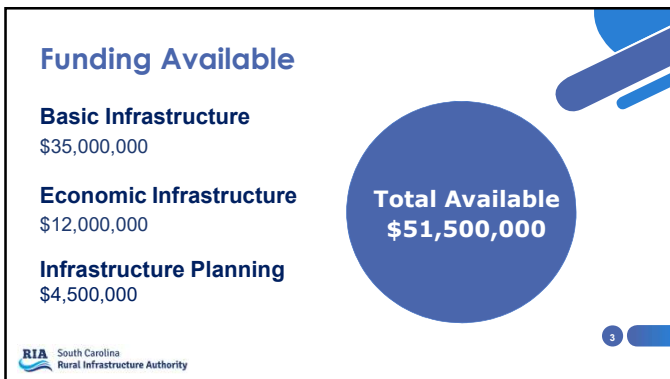 Funding Available
Basic Infrastructure
$35,000,000
Economic Infrastructure
$12,000,000
Infrastructure Planning
$4,500,000
Total Available
$51,500,000
3
RIA South Carolina
Rural Infrastructure Authority